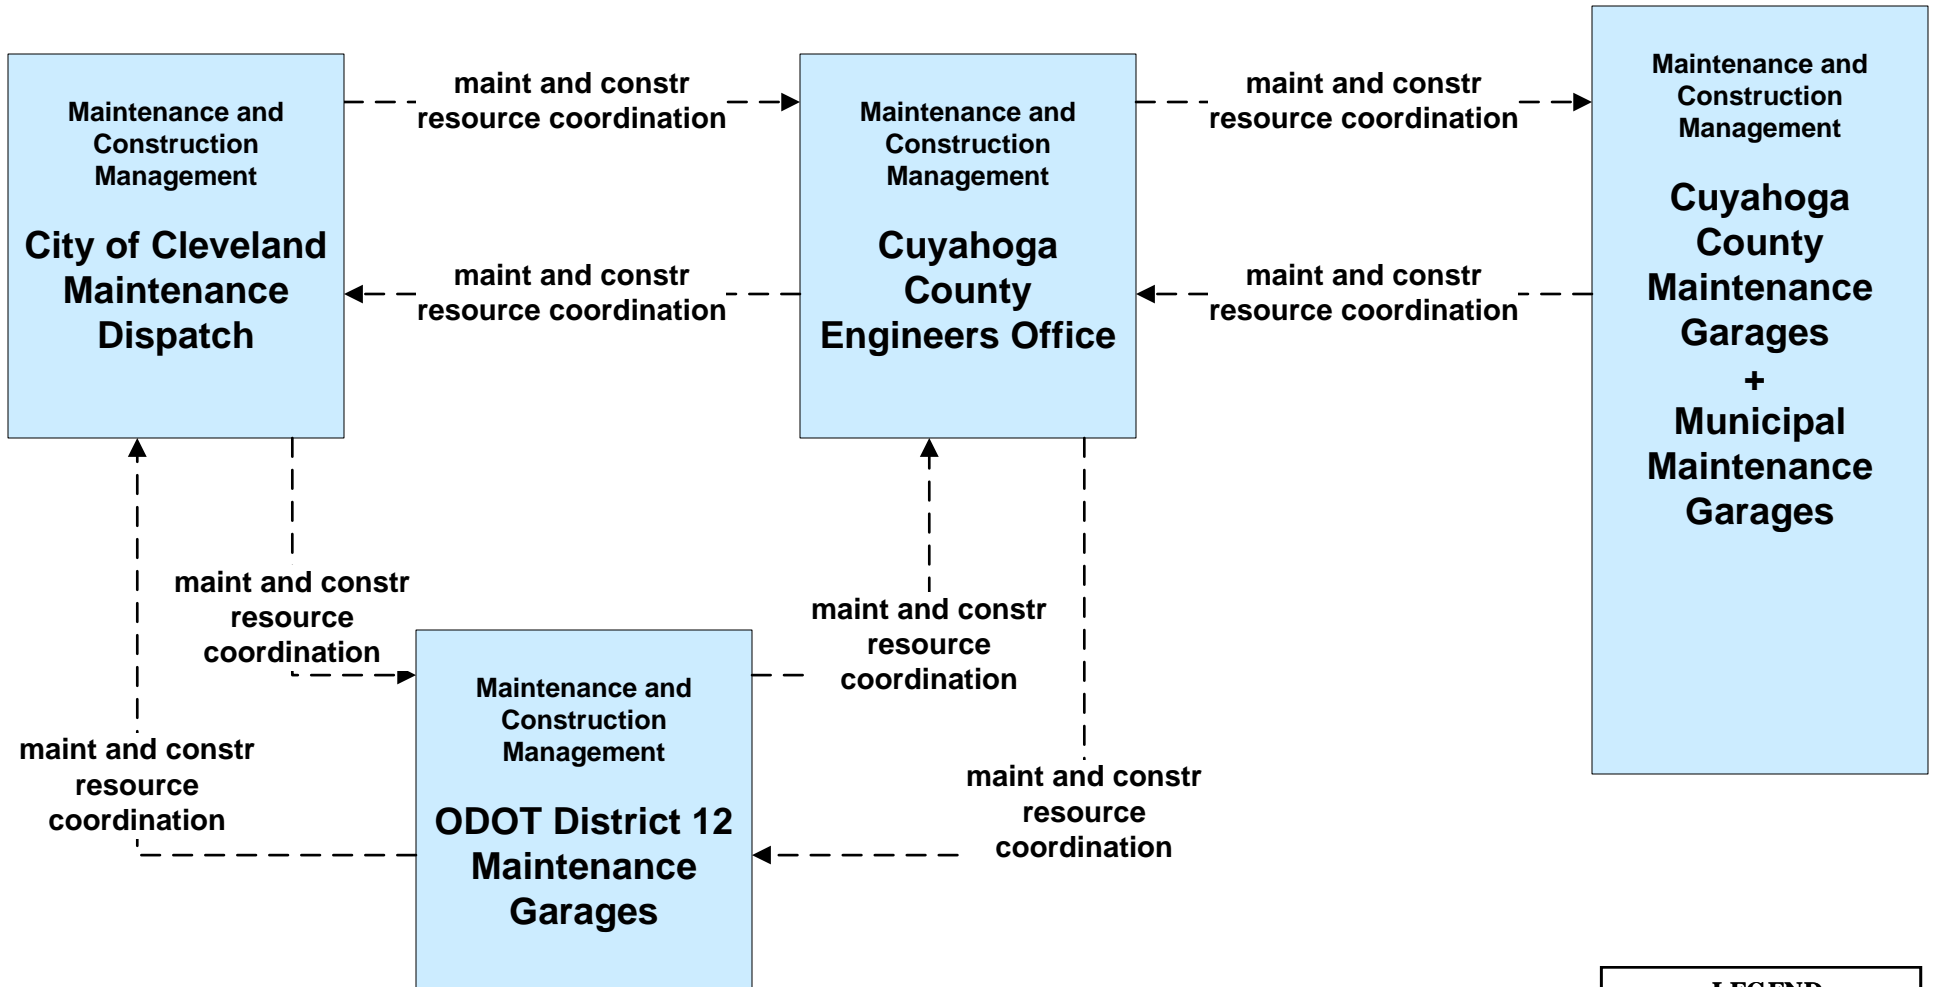 Maintenance and
Construction
Management
City of Cleveland
Maintenance
Dispatch
maint and constr
resource coordination
maint and constr
resource coordination
Maintenance and
Construction
Management
Cuyahoga
County
Engineers Office
maint and constr
resource coordination
maint and constr
resource coordination
Maintenance and
Construction
Management
Cuyahoga
County
Maintenance
Garages
+
Municipal
Maintenance
Garages
maint and constr
resource
coordination
maint and constr
resource
coordination
maint and constr
resource
coordination
Maintenance and
Construction
Management
ODOT District 12
Maintenance
Garages
maint and constr
resource
coordination
LEGEND